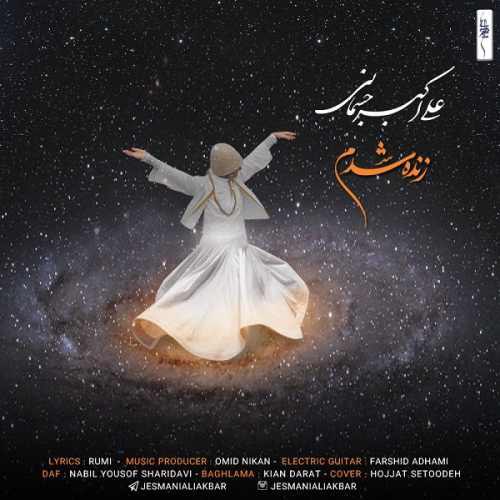 علی اکبر جسمانی
زنده شدم
LYRICS : RUMI - MUSIC PRODUCER : OMID NIKAN - ELECTRIC GUITAR : FARSHID ADHAMI
DAF : NABIL YOUSOF SHARIDAVI - BAGHLAMA : KIAN DARAT - COVER : HOJJAT.SETOODEH
JESMANIALIAKBAR JESMANIALIAKBAR